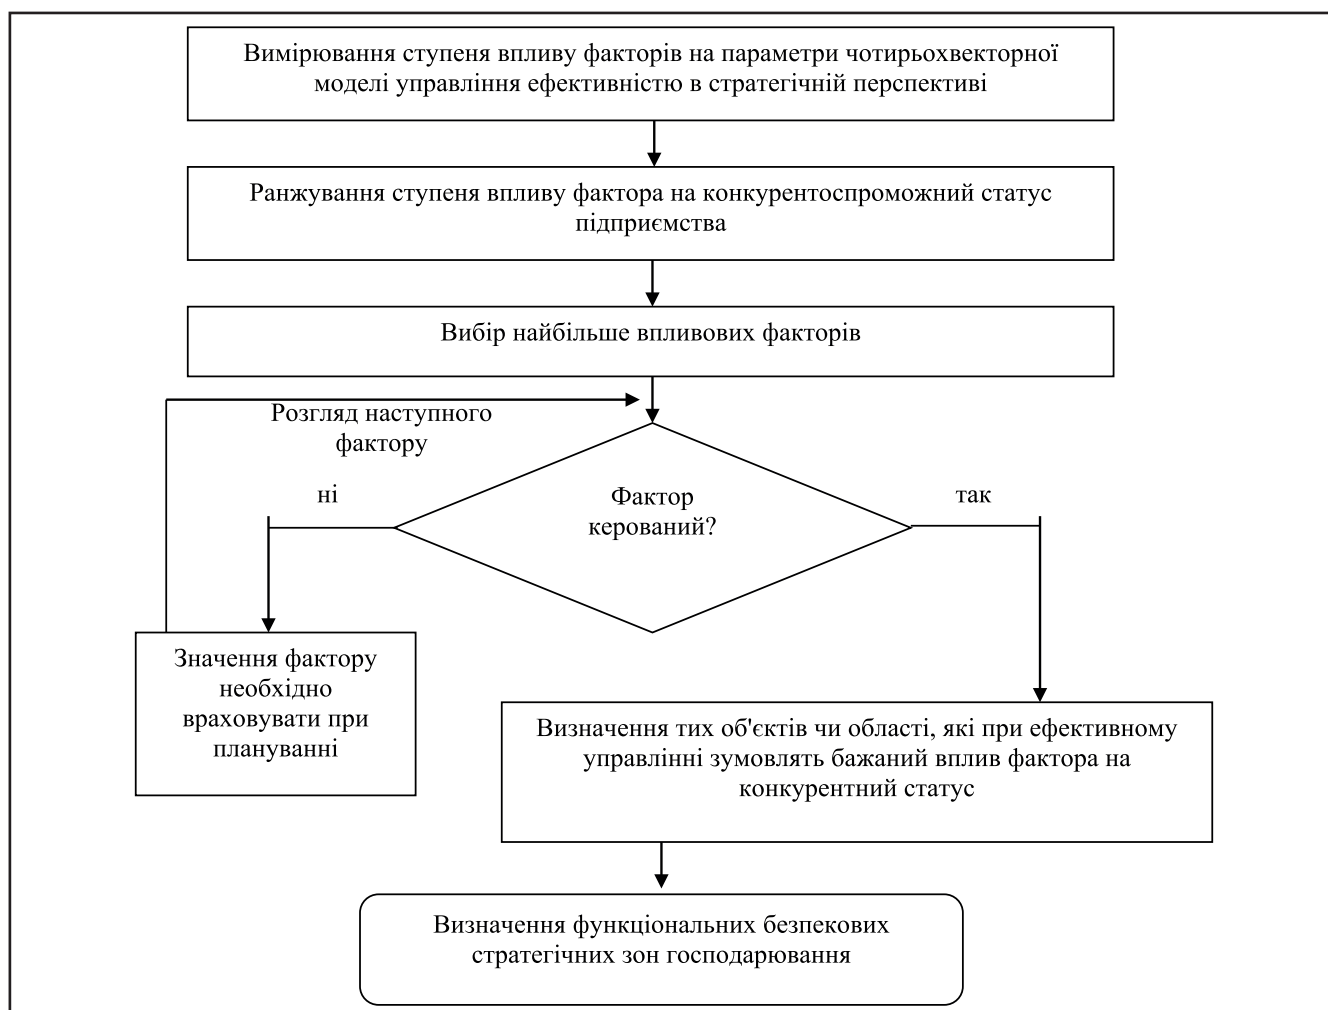 Вимірювання ступеня впливу факторів на параметри чотирьохвекторної
моделі управління ефективністю в стратегічній перспективі
Ранжування ступеня впливу фактора на конкурентоспроможний статус
підприємства
Вибір найбільше впливових факторів
Розгляд наступного
фактору
ні
Фактор
керований?
так
Значення фактору
необхідно
враховувати при
плануванні
Визначення тих об'єктів чи області, які при ефективному
управлінні зумовлять бажаний вплив фактора на
конкурентний статус
Визначення функціональних безпекових
стратегічних зон господарювання